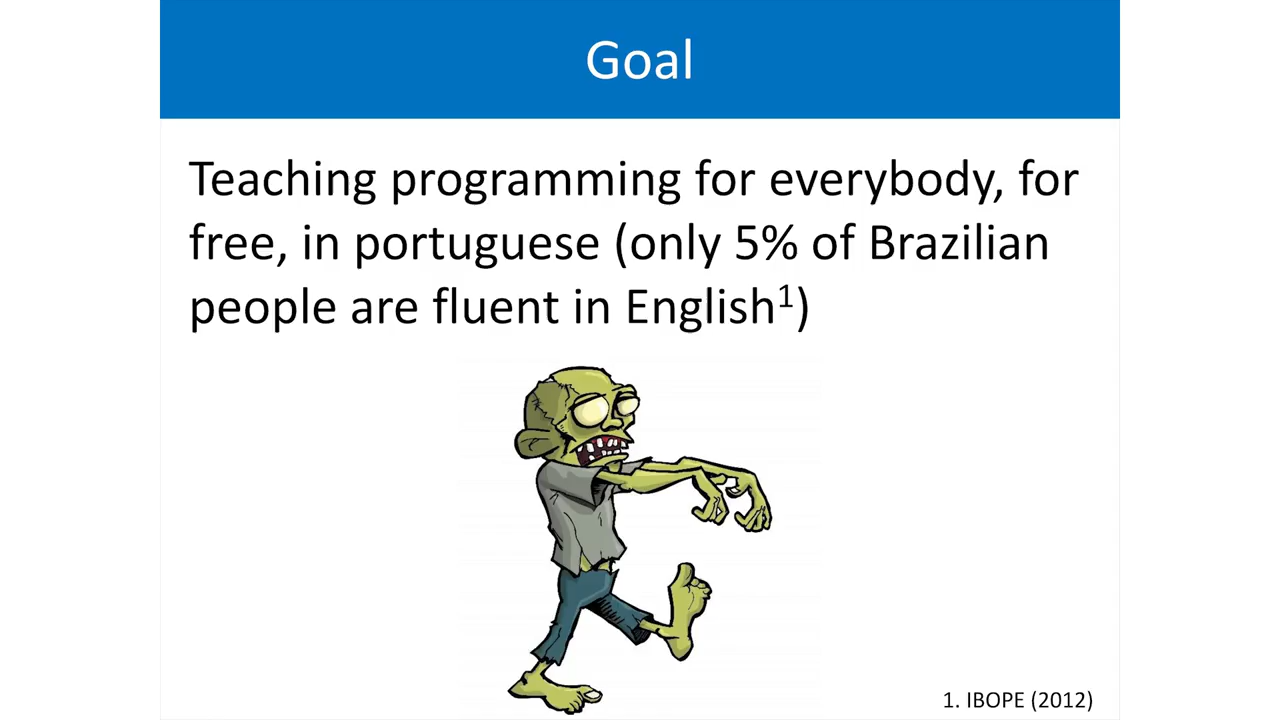 Goal
Teaching programming for everybody, for
free, in portuguese (only 5% of Brazilian
people are fluent in English¹)
1. IBOPE (2012)